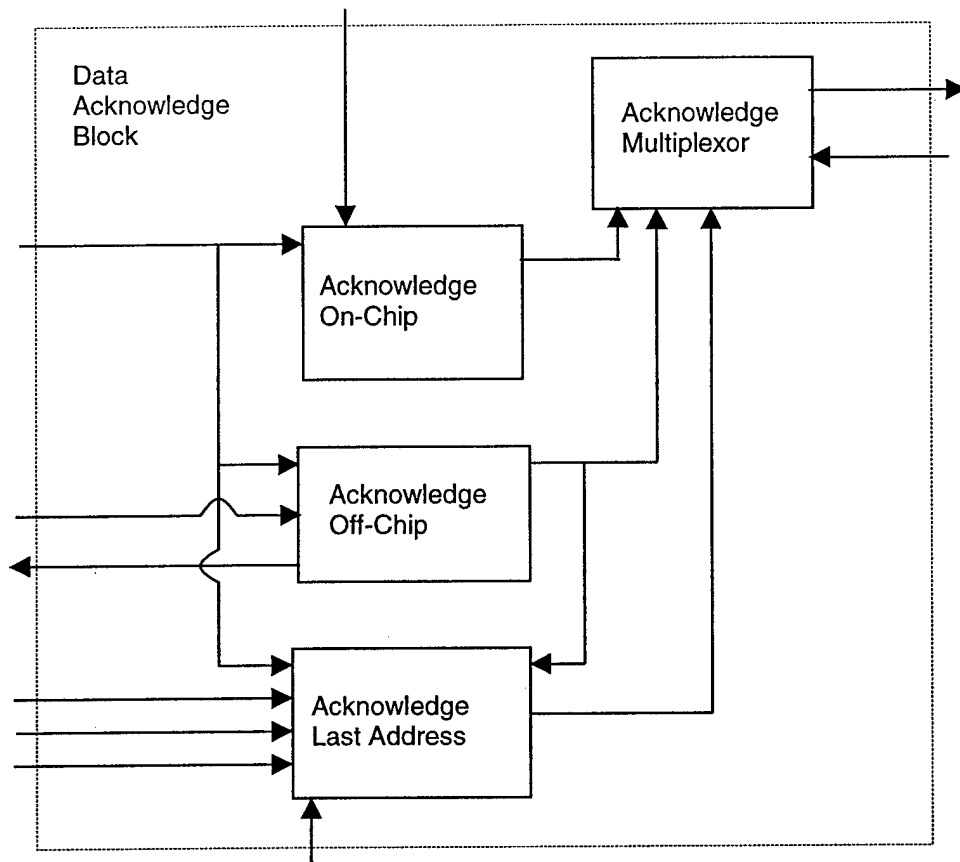 Data
Acknowledge
Block
Acknowledge
Multiplexor
Acknowledge
On-Chip
Acknowledge
Off-Chip
Acknowledge
Last Address